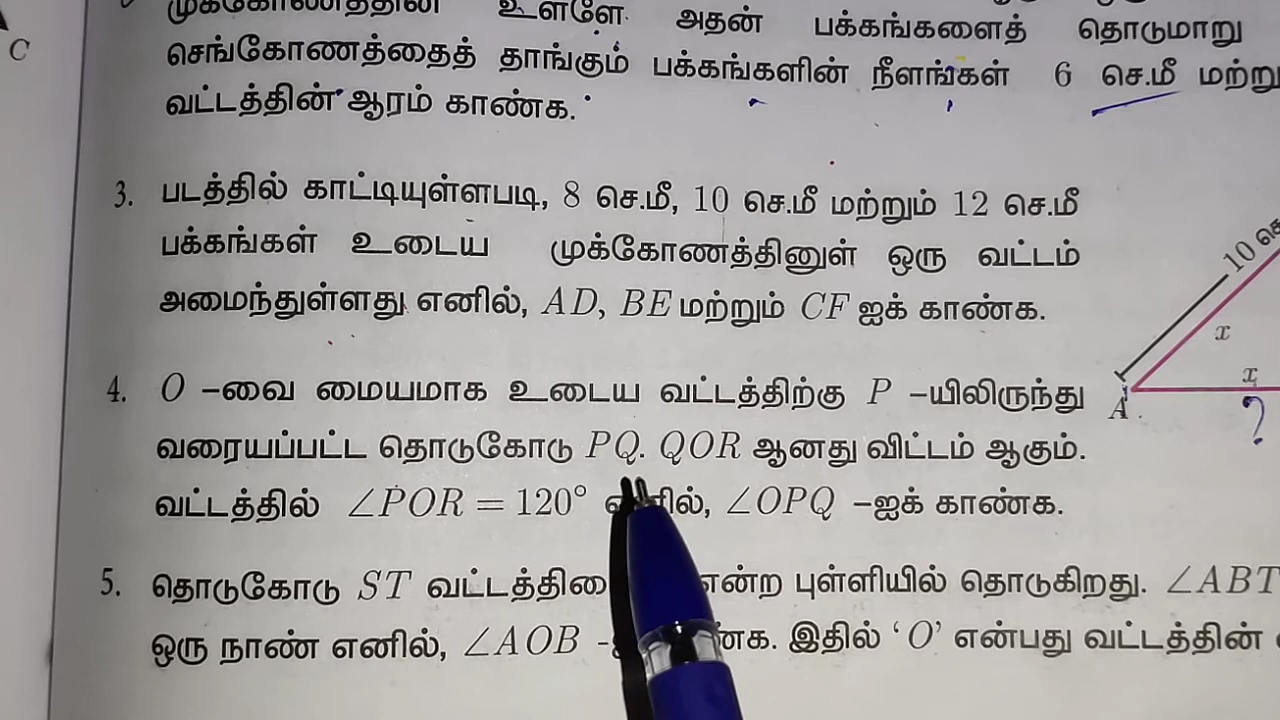 C
உள்ளே அதன் பக்கங்களைத் தொடுமாறு
செங்கோணத்தைத் தாங்கும் பக்கங்களின் நீளங்கள் 6 செ.மீ மற்று
வட்டத்தின் ஆரம் காண்க.
3. படத்தில் காட்டியுள்ளபடி, 8 செ.மீ, 10 செ.மீ மற்றும் 12 செ.மீ
பக்கங்கள் உடைய முக்கோணத்தினுள் ஒரு வட்டம்
அமைந்துள்ளது எனில், AD, BE மற்றும் CF ஐக் காண்க.
10 செ
x
x
A
?
4. O –வை மையமாக உடைய வட்டத்திற்கு P –யிலிருந்து
வரையப்பட்ட தொடுகோடு PQ. QOR ஆனது விட்டம் ஆகும்.
வட்டத்தில் ∠POR = 120° எனில், ∠OPQ –ஐக் காண்க.
5. தொடுகோடு ST என்ற புள்ளியில் தொடுகிறது. ∠ABT
ஒரு நாண் எனில், ∠AOB இதில் ‘O’ என்பது வட்டத்தின்